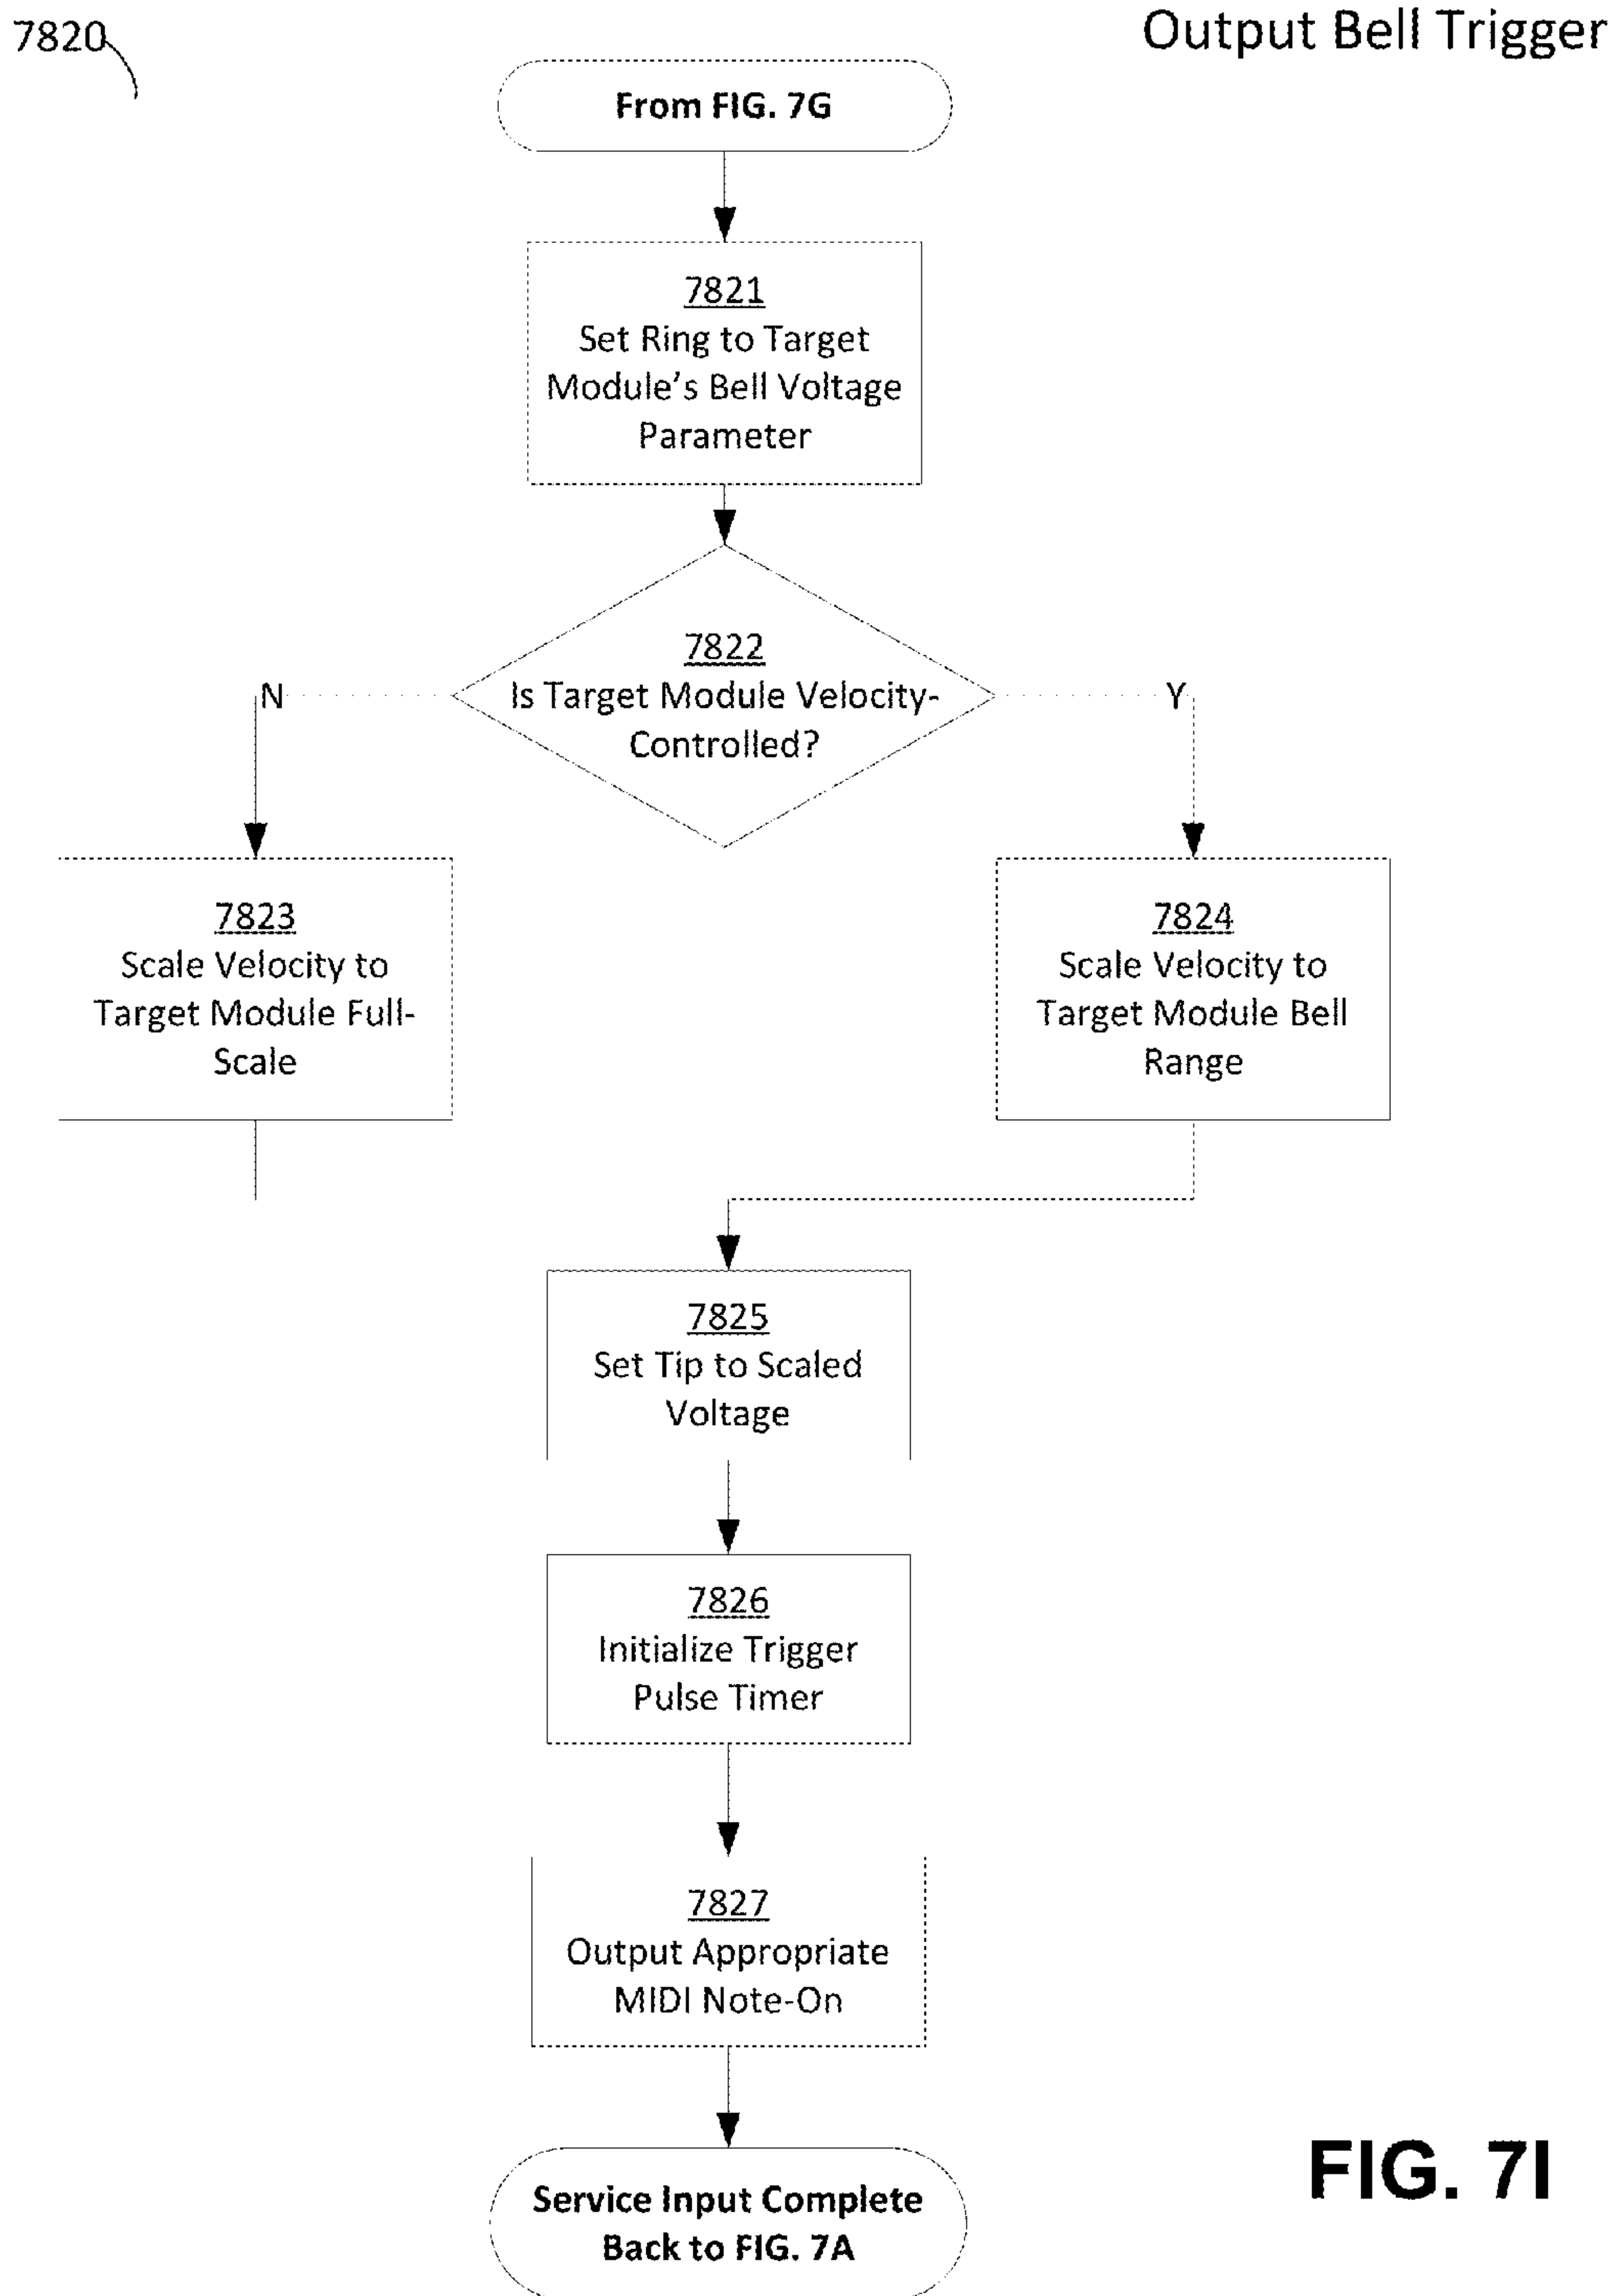 7820
Output Bell Trigger
From FIG. 7G
7821
Set Ring to Target
Module's Bell Voltage
Parameter
7822
Is Target Module Velocity-
Controlled?
N
Y
7823
Scale Velocity to
Target Module Full-
Scale
7824
Scale Velocity to
Target Module Bell
Range
7825
Set Tip to Scaled
Voltage
7826
Initialize Trigger
Pulse Timer
7827
Output Appropriate
MIDI Note-On
Service Input Complete
Back to FIG. 7A
FIG. 7I